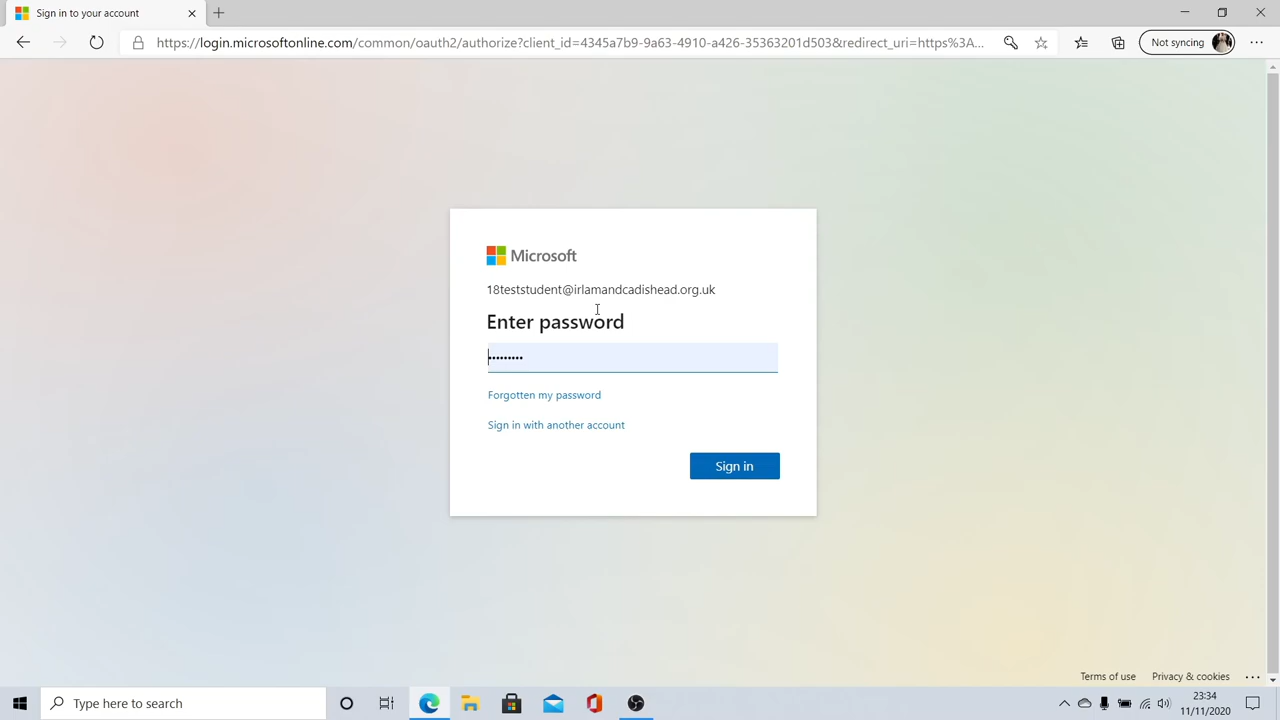 Sign in to your account
https://login.microsoftonline.com/common/oauth2/authorize?client_id=4345a7b9-9a63-4910-a426-35363201d503&redirect_uri=https%3A...
Not syncing
Microsoft
18teststudent@irlamandcadishead.org.uk
Enter password
•••••••••
Forgotten my password
Sign in with another account
Sign in
Terms of use
Privacy & cookies
...
Type here to search
23:34
11/11/2020